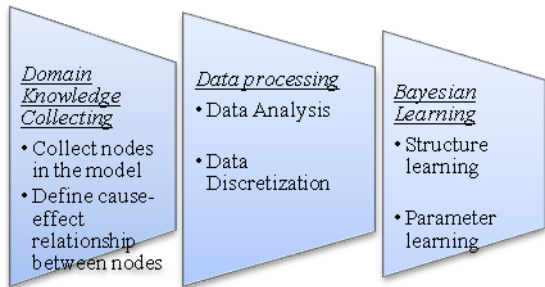 Domain
Knowledge
Collecting
• Collect nodes
in the model
• Define cause-
effect
relationship
between nodes
Data processing
• Data Analysis
• Data
Discretization
Bayesian
Learning
• Structure
learning
• Parameter
learning